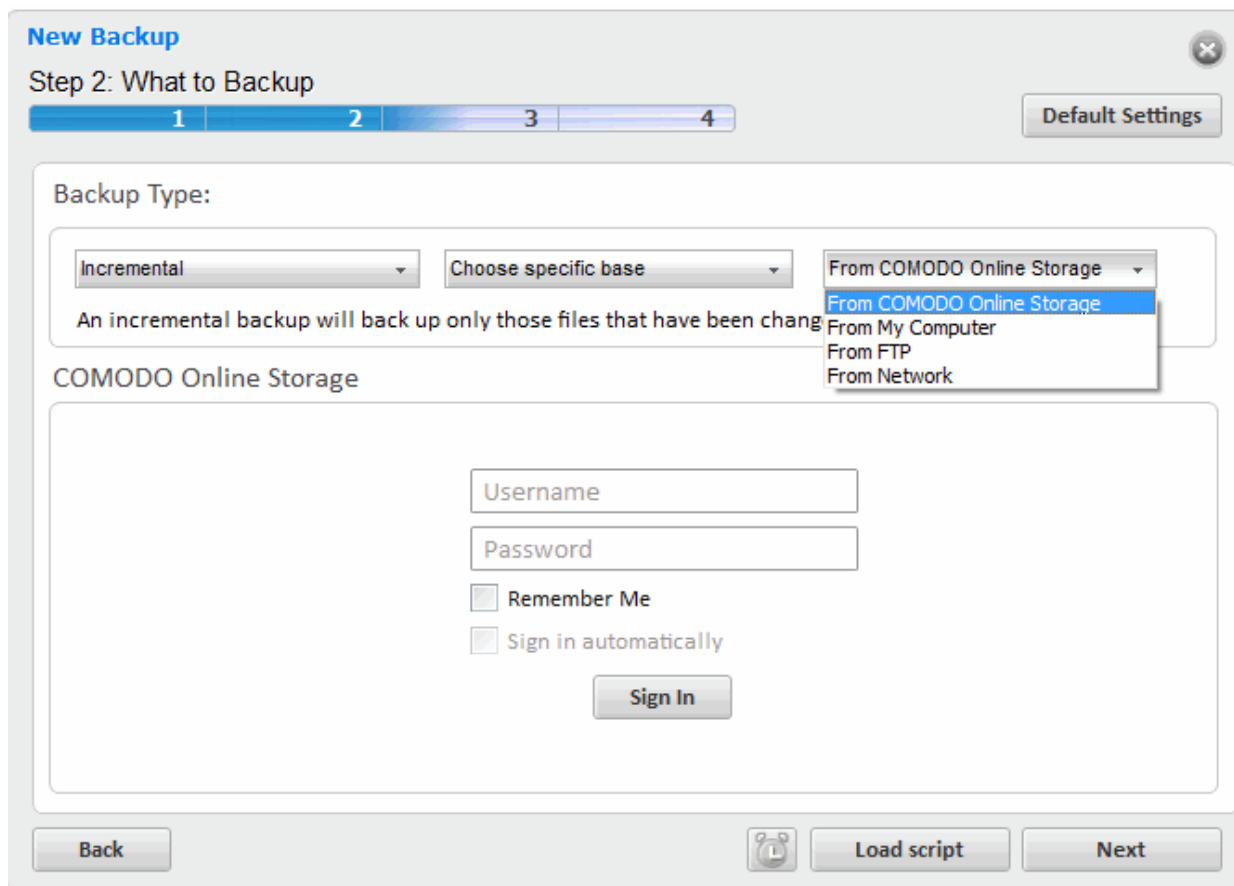 New Backup
Step 2: What to Backup
1 2 3 4
Default Settings
Backup Type:
Incremental
Choose specific base
From COMODO Online Storage
From COMODO Online Storage
From My Computer
From FTP
From Network
An incremental backup will back up only those files that have been
COMODO Online Storage
Username
Password
Remember Me
Sign in automatically
Sign In
Back
Load script
Next